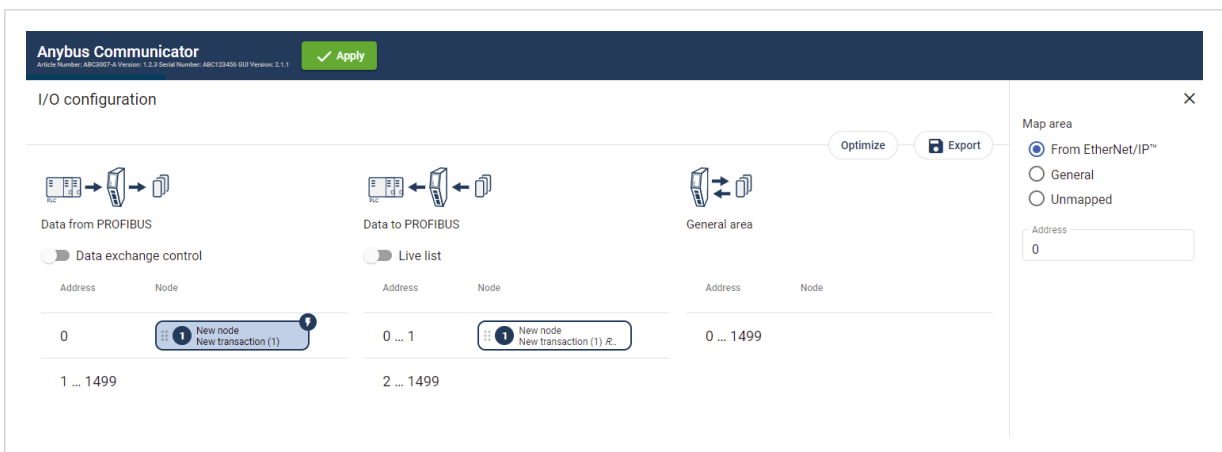 Anybus Communicator
Article Number: ABC3007-A Version: 1.2.3 Serial Number: ABC123456 GUI Version: 2.1.1
Apply
I/O configuration
Optimize
Export
PLC
Data from PROFIBUS
Data exchange control
Address Node
0
1
New node
New transaction (1)
1 ... 1499
PLC
Data to PROFIBUS
Live list
Address Node
0 ... 1
1
New node
New transaction (1) R...
2 ... 1499
General area
Address Node
0 ... 1499
Map area
From EtherNet/IP™
General
Unmapped
Address
0